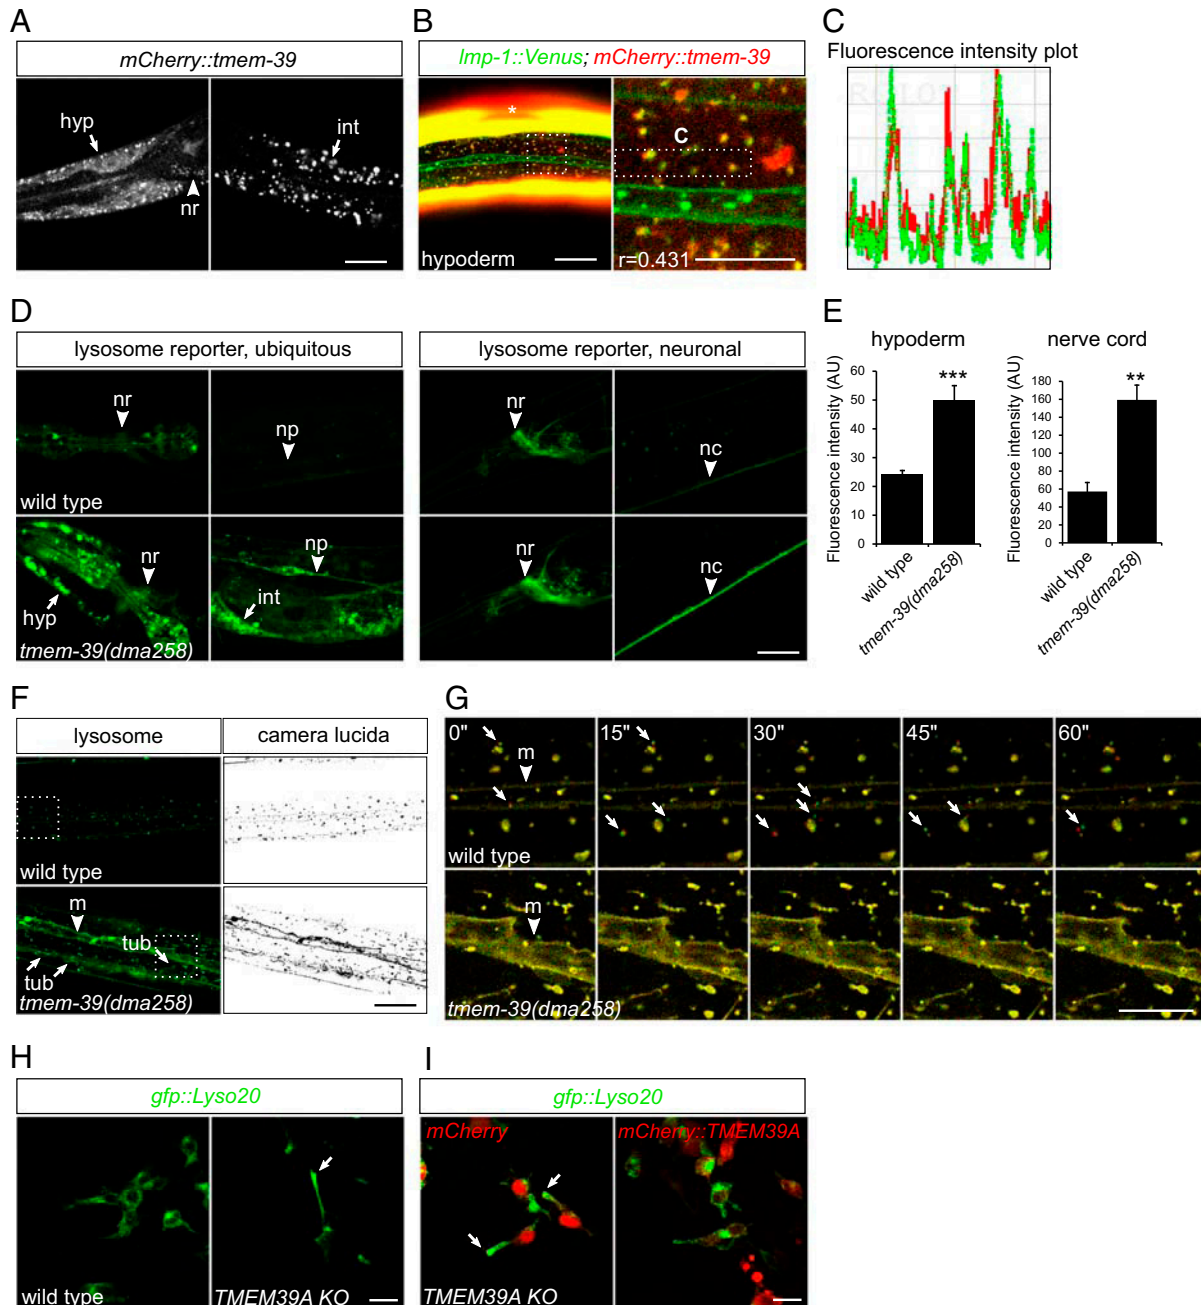 A
mCherry::tmem-39
hyp
nr
int
B
lmp-1::Venus; mCherry::tmem-39
*
hypoderm
C
r=0.431
C
Fluorescence intensity plot
D
lysosome reporter, ubiquitous
lysosome reporter, neuronal
nr
np
wild type
nr
nc
nr
hyp
tmem-39(dma258)
np
int
nr
nc
E
hypoderm
Fluorescence intensity (AU)
60
50
40
30
20
10
0
***
wild type
tmem-39(dma258)
nerve cord
Fluorescence intensity (AU)
180
160
140
120
100
80
60
40
20
0
**
wild type
tmem-39(dma258)
F
lysosome
camera lucida
wild type
m
tub
tub
tmem-39(dma258)
G
0"
15"
30"
45"
60"
m
wild type
m
tmem-39(dma258)
H
gfp::Lyso20
wild type
TMEM39A KO
I
gfp::Lyso20
mCherry
mCherry::TMEM39A
TMEM39A KO